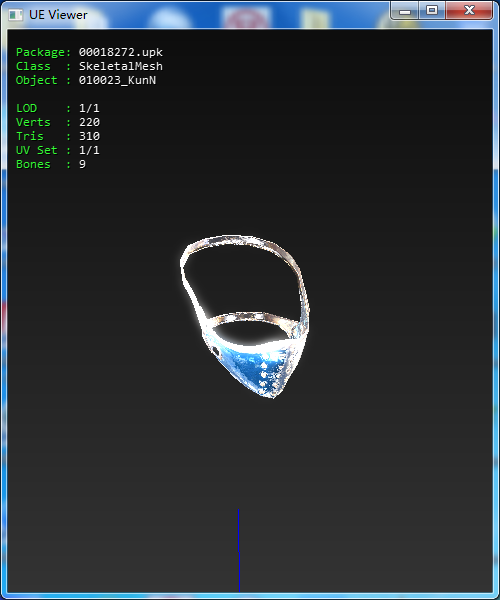 UE Viewer
Package: 00018272.upk
Class : SkeletalMesh
Object : 010023_KunN
LOD : 1/1
Verts : 220
Tris : 310
UV Set : 1/1
Bones : 9